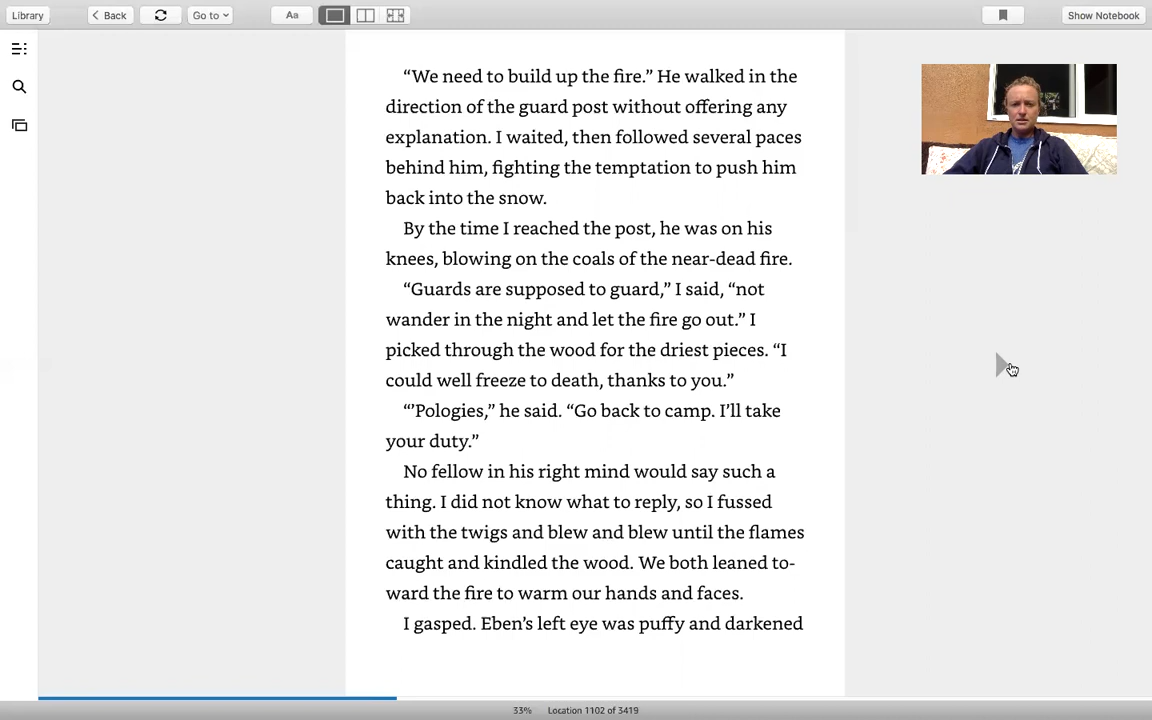 Library
Back
Go to
Aa
Show Notebook
“We need to build up the fire.” He walked in the
direction of the guard post without offering any
explanation. I waited, then followed several paces
behind him, fighting the temptation to push him
back into the snow.
By the time I reached the post, he was on his
knees, blowing on the coals of the near-dead fire.
“Guards are supposed to guard,” I said, “not
wander in the night and let the fire go out.” I
picked through the wood for the driest pieces. “I
could well freeze to death, thanks to you.”
“’Pologies,” he said. “Go back to camp. I’ll take
your duty.”
No fellow in his right mind would say such a
thing. I did not know what to reply, so I fussed
with the twigs and blew and blew until the flames
caught and kindled the wood. We both leaned to-
ward the fire to warm our hands and faces.
I gasped. Eben’s left eye was puffy and darkened
33% Location 1102 of 3419